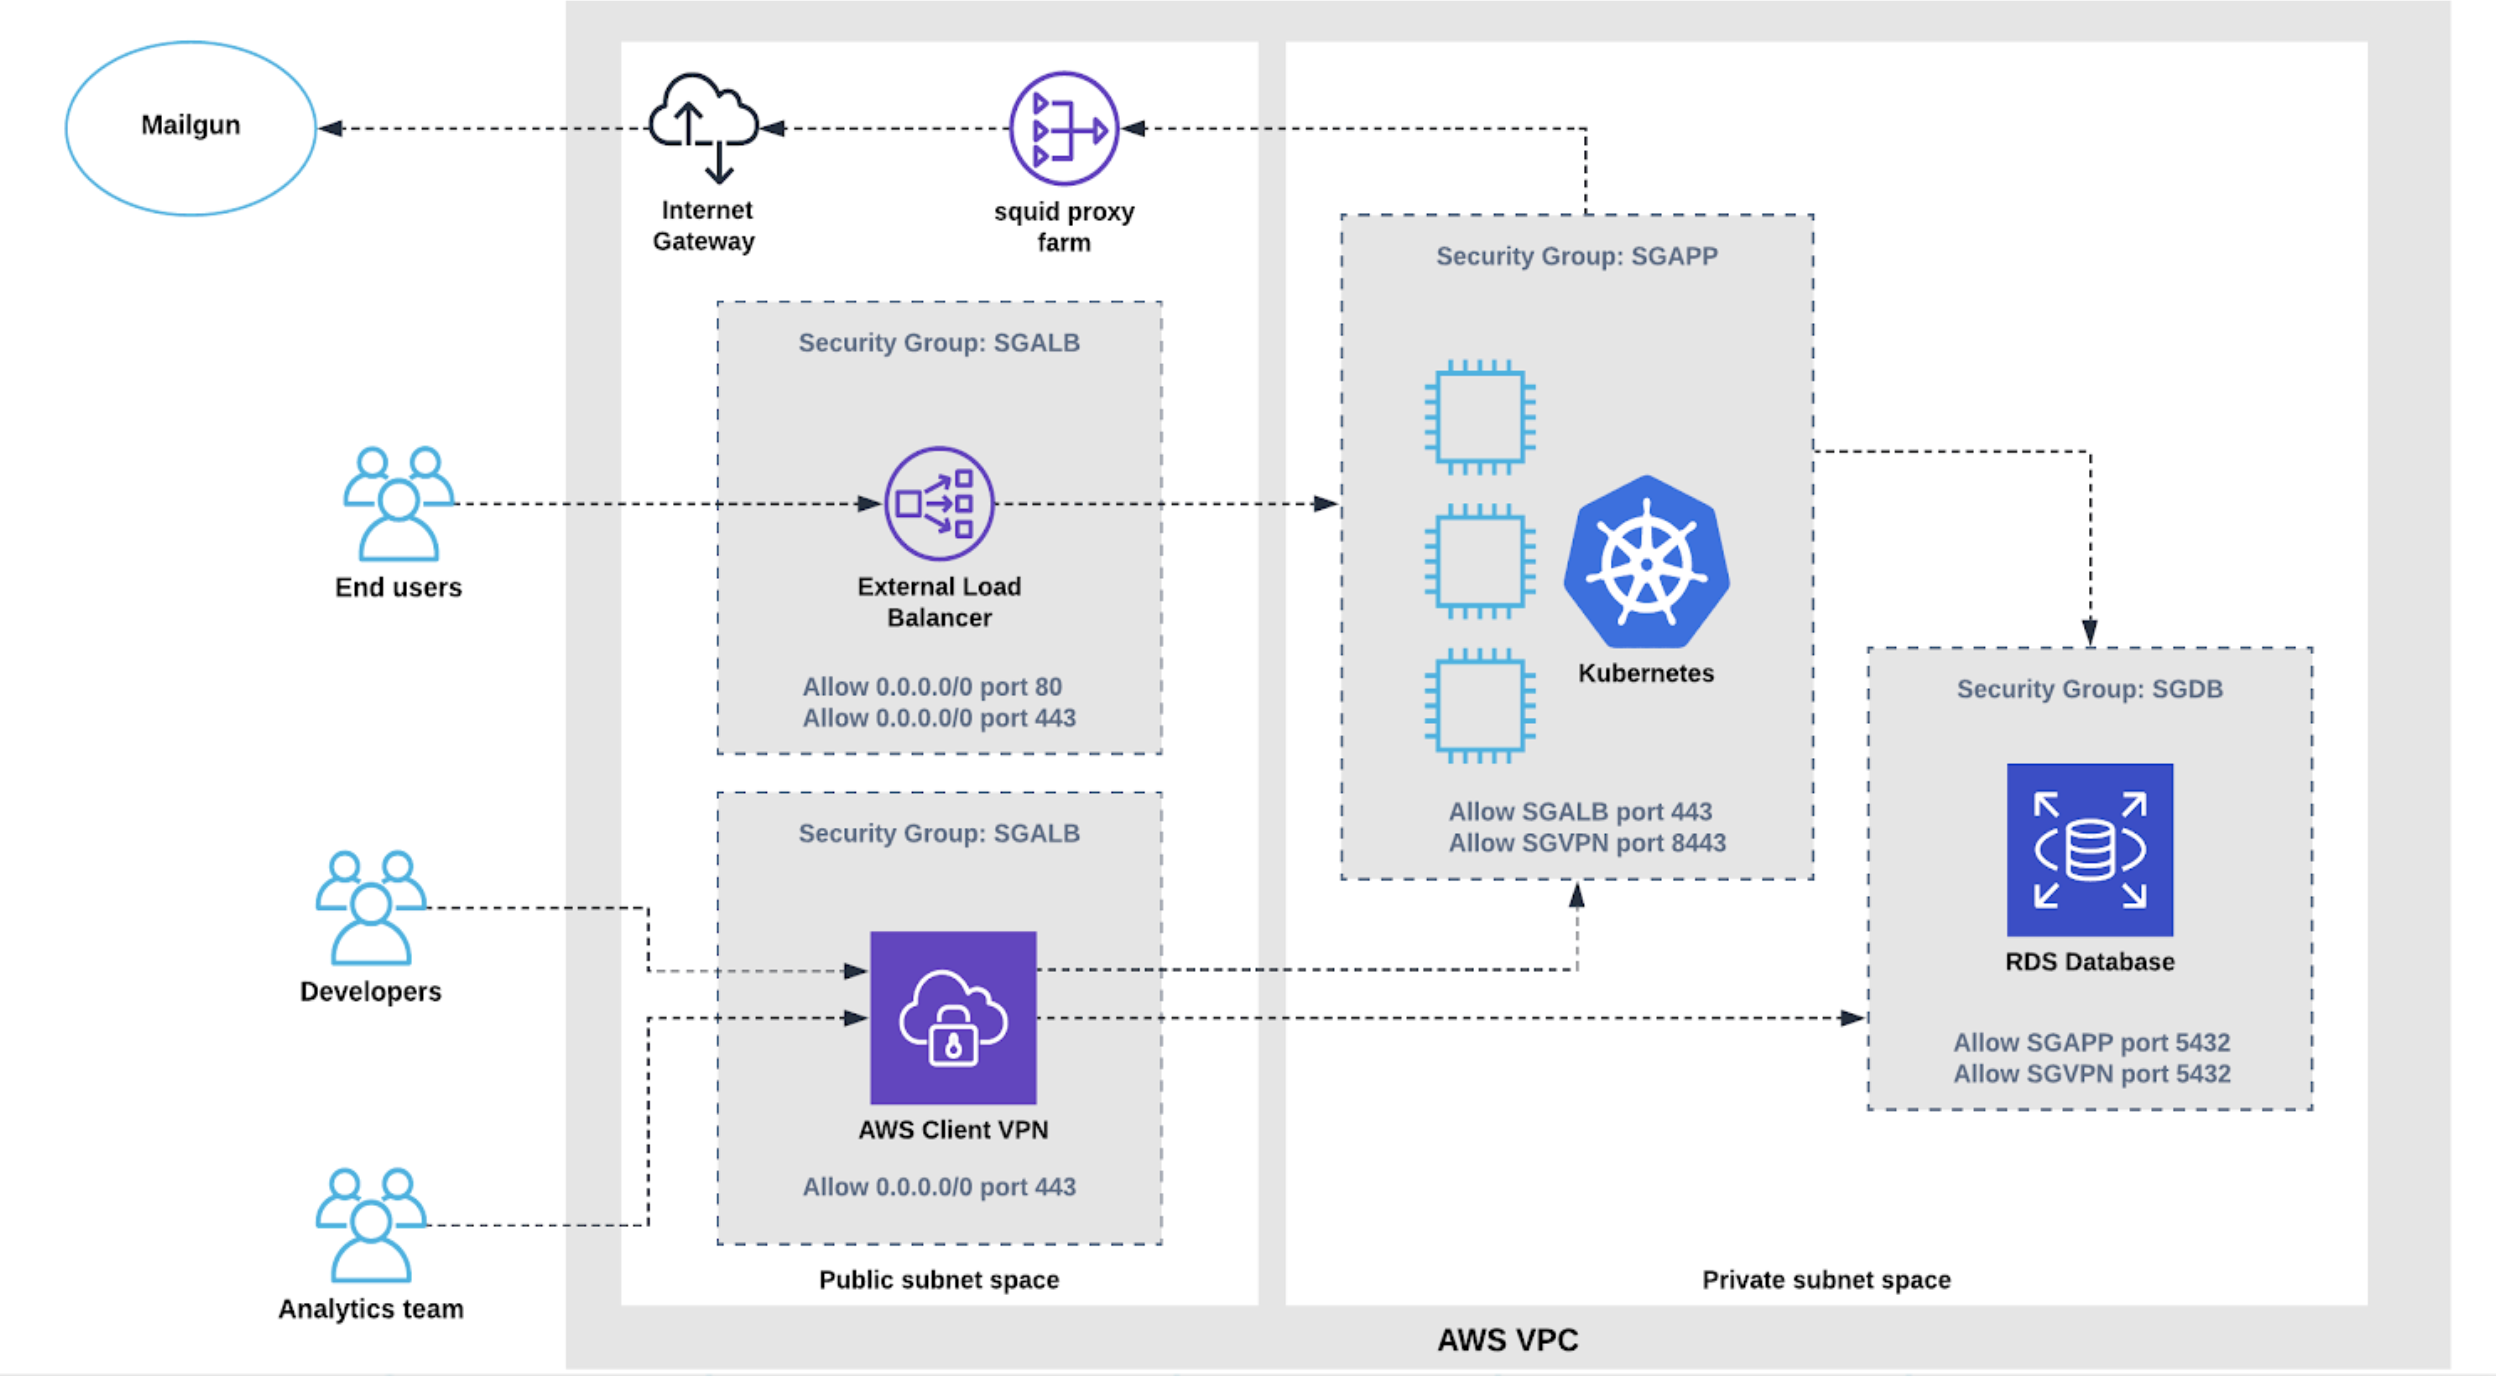 Mailgun
Internet
Gateway
squid proxy
farm
Security Group: SGAPP
Security Group: SGALB
End users
External Load
Balancer
Allow 0.0.0.0/0 port 80
Allow 0.0.0.0/0 port 443
Kubernetes
Allow SGALB port 443
Allow SGVPN port 8443
Security Group: SGDB
RDS Database
Allow SGAPP port 5432
Allow SGVPN port 5432
Security Group: SGALB
Developers
AWS Client VPN
Allow 0.0.0.0/0 port 443
Analytics team
Public subnet space
Private subnet space
AWS VPC